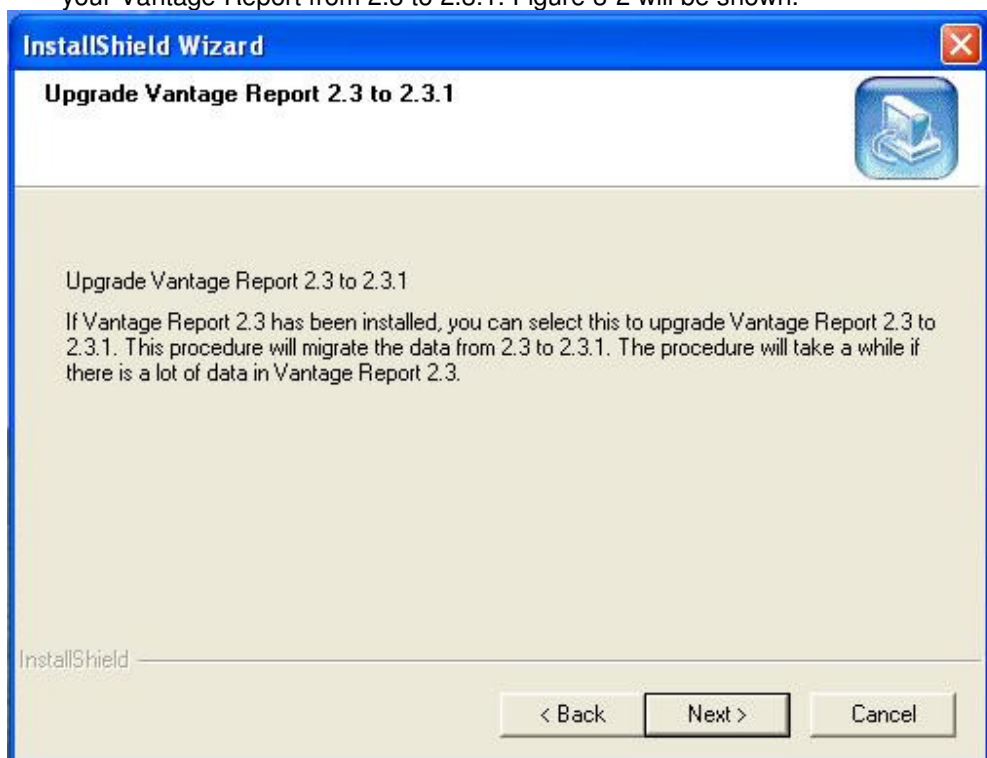 your Vantage Report from 2.3 to 2.3.1. Figure 3-2 will be shown.
InstallShield Wizard
Upgrade Vantage Report 2.3 to 2.3.1
Upgrade Vantage Report 2.3 to 2.3.1
If Vantage Report 2.3 has been installed, you can select this to upgrade Vantage Report 2.3 to
2.3.1. This procedure will migrate the data from 2.3 to 2.3.1. The procedure will take a while if
there is a lot of data in Vantage Report 2.3.
InstallShield
< Back Next > Cancel